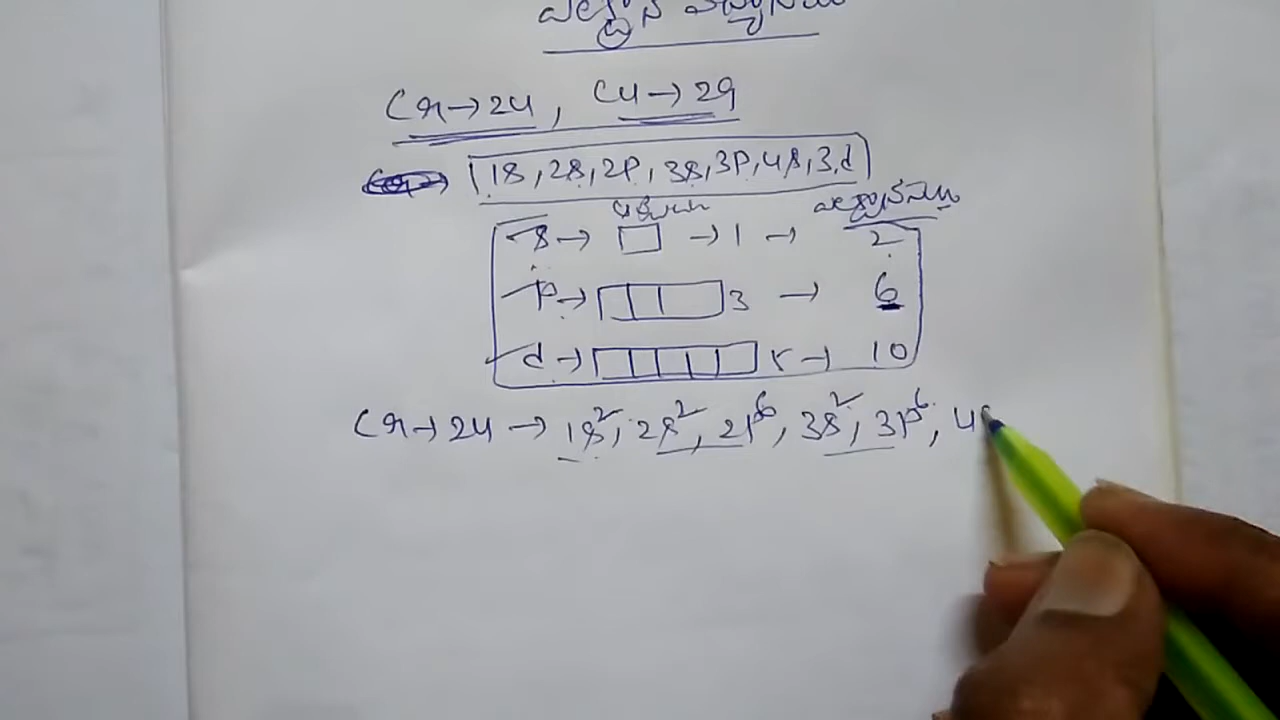 Cr→24, Cu→29
1s, 2s, 2p, 3s, 3p, 4s, 3d
s→ →1→ 2
p→ 3 → 6
d→ 5→ 10
Cr→24→1s², 2s², 2p⁶, 3s², 3p⁶, 4s